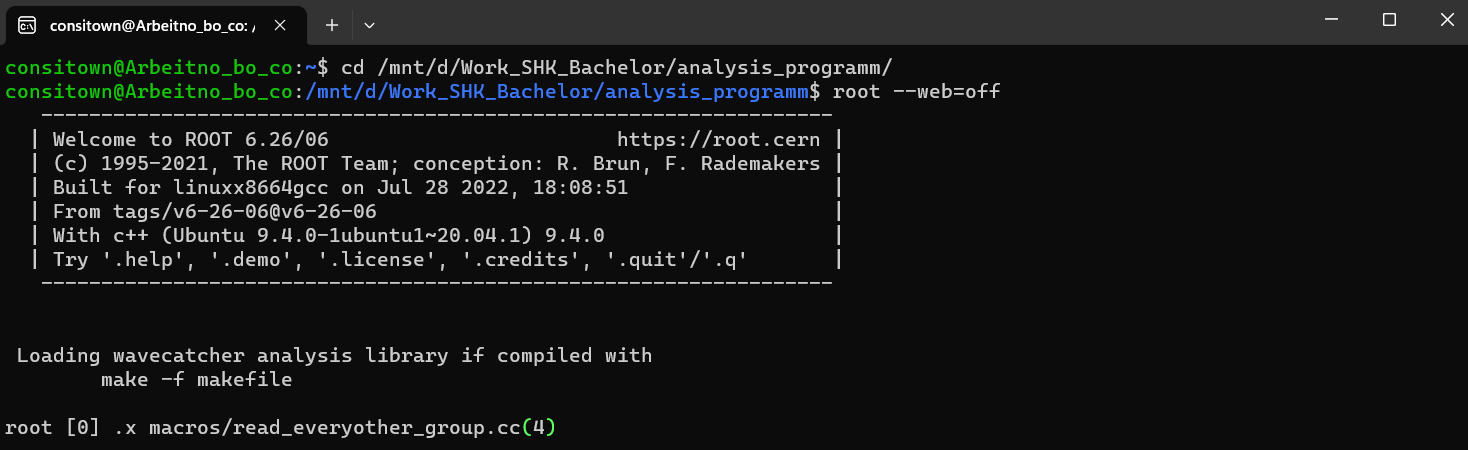 consitown@Arbeitno_bo_co: /
consitown@Arbeitno_bo_co:~$ cd /mnt/d/Work_SHK_Bachelor/analysis_programm/
consitown@Arbeitno_bo_co:/mnt/d/Work_SHK_Bachelor/analysis_programm$ root --web=off
   ------------------------------------------------------------------
  | Welcome to ROOT 6.26/06                        https://root.cern |
  | (c) 1995-2021, The ROOT Team; conception: R. Brun, F. Rademakers |
  | Built for linuxx8664gcc on Jul 28 2022, 18:08:51                 |
  | From tags/v6-26-06@v6-26-06                                      |
  | With c++ (Ubuntu 9.4.0-1ubuntu1~20.04.1) 9.4.0                   |
  | Try '.help', '.demo', '.license', '.credits', '.quit'/'.q'       |
   ------------------------------------------------------------------
 Loading wavecatcher analysis library if compiled with
        make -f makefile
root [0] .x macros/read_everyother_group.cc(4)